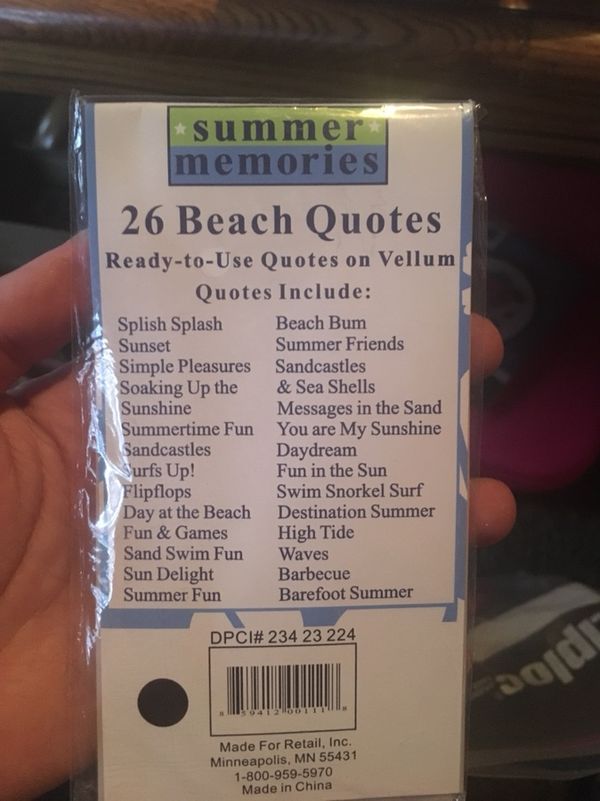 summer
memories
26 Beach Quotes
Ready-to-Use Quotes on Vellum
Quotes Include:
Splish Splash
Sunset
Simple Pleasures
Soaking Up the
Sunshine
Summertime Fun
Sandcastles
Surfs Up!
Flipflops
Day at the Beach
Fun & Games
Sand Swim Fun
Sun Delight
Summer Fun
Beach Bum
Summer Friends
Sandcastles
& Sea Shells
Messages in the Sand
You are My Sunshine
Daydream
Fun in the Sun
Swim Snorkel Surf
Destination Summer
High Tide
Waves
Barbecue
Barefoot Summer
DPCI# 234 23 224
8 59412 00111 8
Made For Retail, Inc.
Minneapolis, MN 55431
1-800-959-5970
Made in China